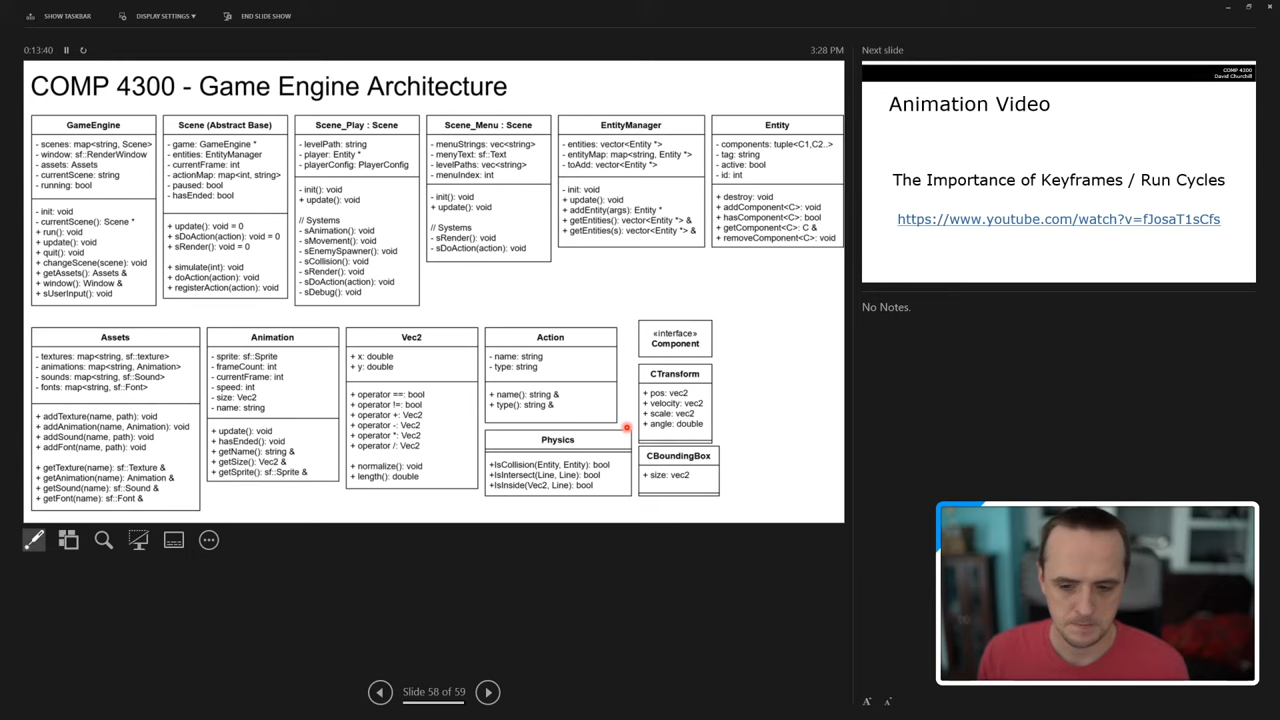 SHOW TASKBAR
DISPLAY SETTINGS ▾
END SLIDE SHOW
0:13:40
3:28 PM
COMP 4300 - Game Engine Architecture
GameEngine
- scenes: map<string, Scene>
- window: sf::RenderWindow
- assets: Assets
- currentScene: string
- running: bool
- init: void
- currentScene(): Scene *
+ run(): void
+ update(): void
+ quit(): void
+ changeScene(scene): void
+ getAssets(): Assets &
+ window(): Window &
+ sUserInput(): void
Scene (Abstract Base)
- game: GameEngine *
- entities: EntityManager
- currentFrame: int
- actionMap: map<int, string>
- paused: bool
- hasEnded: bool
+ update(): void = 0
+ sDoAction(action): void = 0
+ sRender(): void = 0
+ simulate(int): void
+ doAction(action): void
+ registerAction(action): void
Scene_Play : Scene
- levelPath: string
- player: Entity *
- playerConfig: PlayerConfig
- init(): void
+ update(): void
// Systems
- sAnimation(): void
- sMovement(): void
- sEnemySpawner(): void
- sCollision(): void
- sRender(): void
- sDoAction(action): void
- sDebug(): void
Scene_Menu : Scene
- menuStrings: vec<string>
- menyText: sf::Text
- levelPaths: vec<string>
- menuIndex: int
- init(): void
+ update(): void
// Systems
- sRender(): void
- sDoAction(action): void
EntityManager
- entities: vector<Entity *>
- entityMap: map<string, Entity *>
- toAdd: vector<Entity *>
- init: void
+ update(): void
+ addEntity(args): Entity *
+ getEntities(): vector<Entity *> &
+ getEntities(s): vector<Entity *> &
Entity
- components: tuple<C1,C2..>
- tag: string
- active: bool
- id: int
+ destroy: void
+ addComponent<C>: void
+ hasComponent<C>: bool
+ getComponent<C>: C &
+ removeComponent<C>: void
Assets
- textures: map<string, sf::texture>
- animations: map<string, Animation>
- sounds: map<string, sf::Sound>
- fonts: map<string, sf::Font>
+ addTexture(name, path): void
+ addAnimation(name, Animation): void
+ addSound(name, path): void
+ addFont(name, path): void
+ getTexture(name): sf::Texture &
+ getAnimation(name): Animation &
+ getSound(name): sf::Sound &
+ getFont(name): sf::Font &
Animation
- sprite: sf::Sprite
- frameCount: int
- currentFrame: int
- speed: int
- size: Vec2
- name: string
+ update(): void
+ hasEnded(): bool
+ getName(): string &
+ getSize(): Vec2 &
+ getSprite(): sf::Sprite &
Vec2
+ x: double
+ y: double
+ operator ==: bool
+ operator !=: bool
+ operator +: Vec2
+ operator -: Vec2
+ operator *: Vec2
+ operator /: Vec2
+ normalize(): void
+ length(): double
Action
- name: string
- type: string
+ name(): string &
+ type(): string &
Physics
+IsCollision(Entity, Entity): bool
+IsIntersect(Line, Line): bool
+IsInside(Vec2, Line): bool
«interface»
Component
CTransform
+ pos: vec2
+ velocity: vec2
+ scale: vec2
+ angle: double
CBoundingBox
+ size: vec2
Slide 58 of 59
Next slide
COMP 4300
David Churchill
Animation Video
The Importance of Keyframes / Run Cycles
https://www.youtube.com/watch?v=fJosaT1sCfs
No Notes.
A A